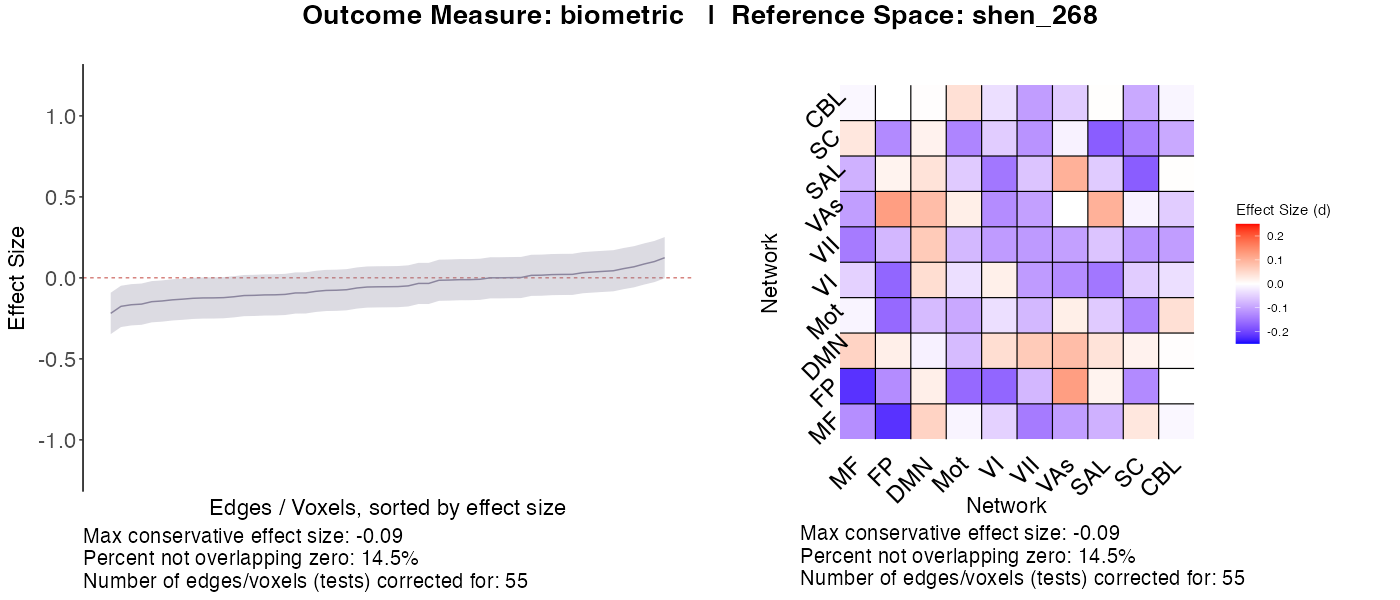 Outcome Measure: biometric | Reference Space: shen_268
Effect Size
1.0
0.5
0.0
-0.5
-1.0
Edges / Voxels, sorted by effect size
Max conservative effect size: -0.09
Percent not overlapping zero: 14.5%
Number of edges/voxels (tests) corrected for: 55
Network
CBL
SC
SAL
VAs
VII
VI
Mot
DMN
FP
MF
MF
FP
DMN
Mot
VI
VII
VAs
SAL
SC
CBL
Network
Max conservative effect size: -0.09
Percent not overlapping zero: 14.5%
Number of edges/voxels (tests) corrected for: 55
Effect Size (d)
0.2
0.1
0.0
-0.1
-0.2